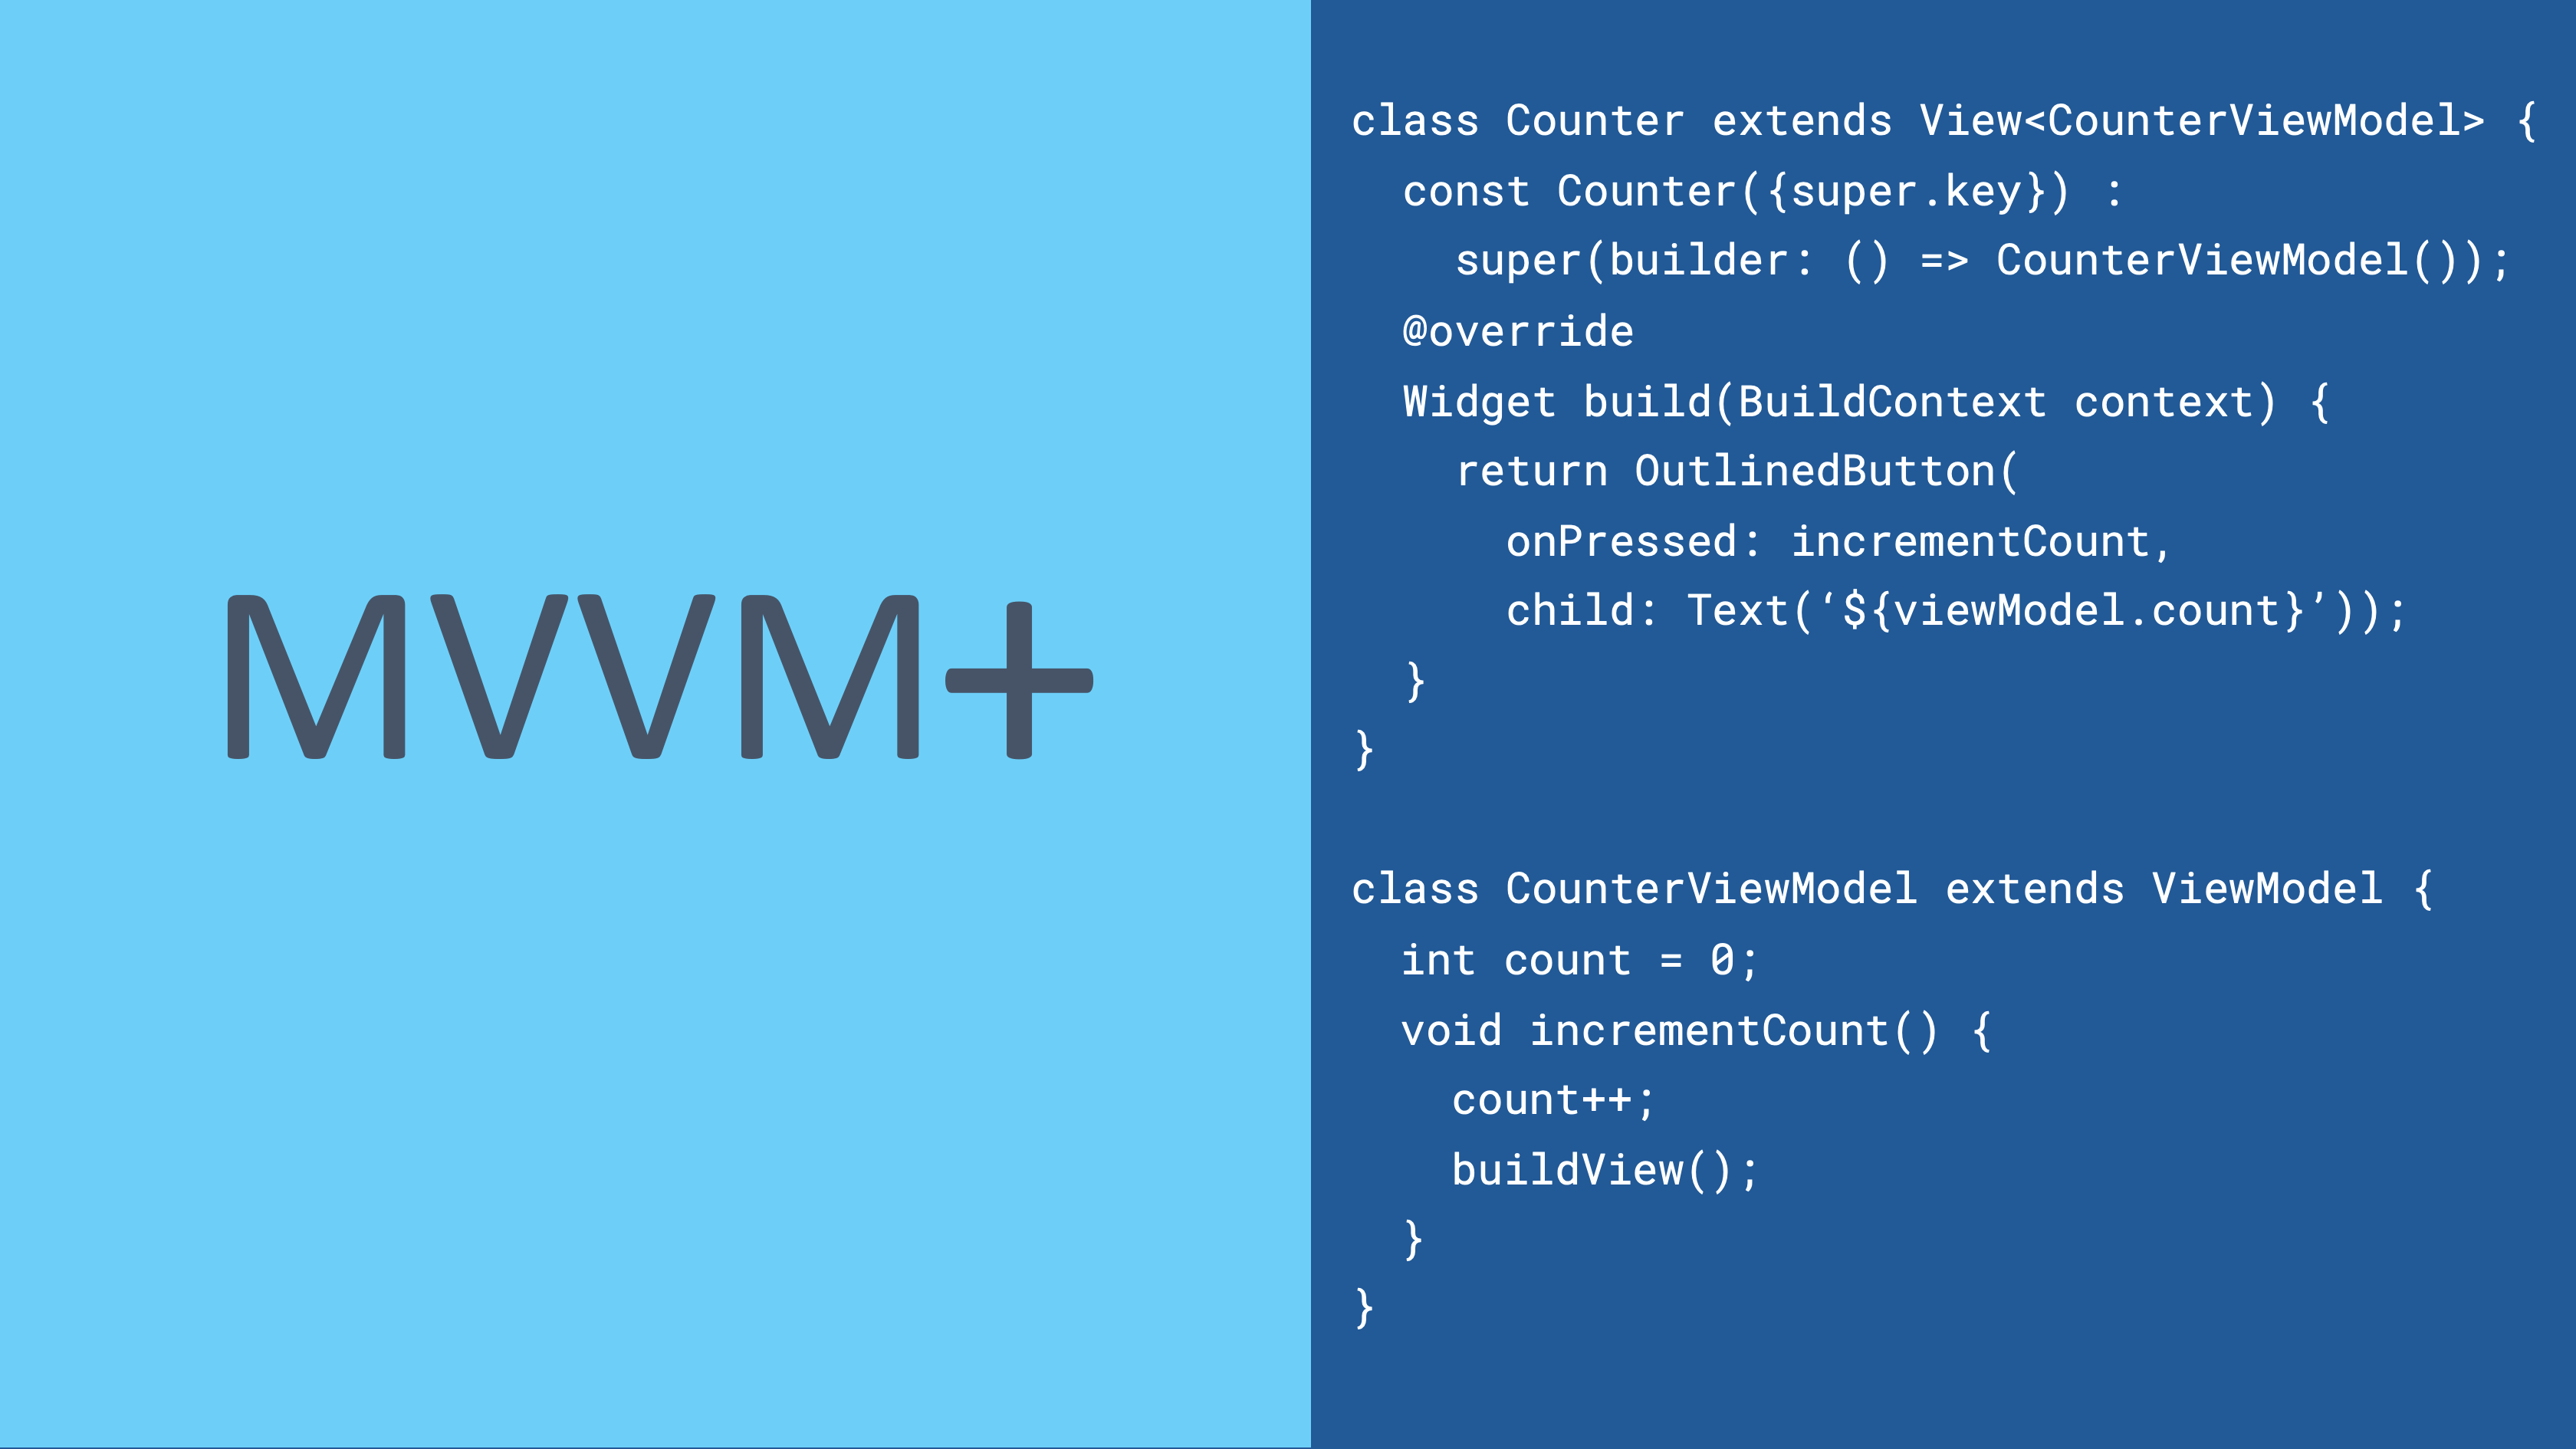 MVVM+
class Counter extends View<CounterViewModel> {
const Counter({super.key}) :
super(builder: () => CounterViewModel());
@override
Widget build(BuildContext context) {
return OutlinedButton(
onPressed: incrementCount,
child: Text(‘${viewModel.count}’));
}
}
class CounterViewModel extends ViewModel {
int count = 0;
void incrementCount() {
count++;
buildView();
}
}